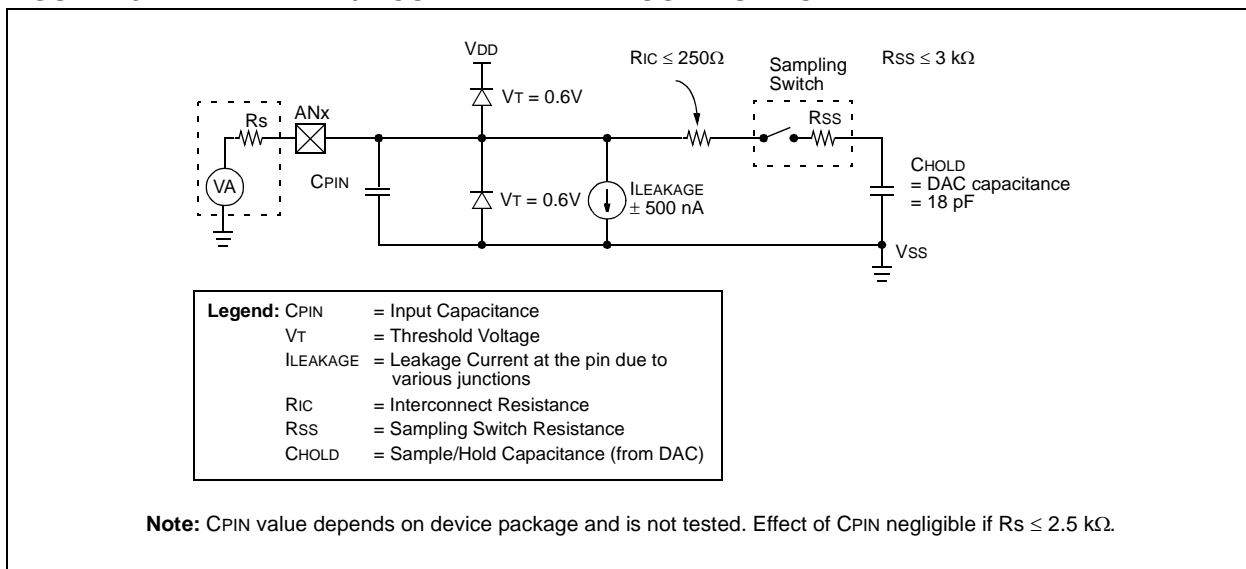 VDD
RIC ≤ 250Ω
Sampling
Switch
RSS ≤ 3 kΩ
VT = 0.6V
Rs
ANx
VA
CPIN
VT = 0.6V
ILEAKAGE
± 500 nA
RSS
CHOLD
= DAC capacitance
= 18 pF
VSS
Legend: CPIN = Input Capacitance
VT = Threshold Voltage
ILEAKAGE = Leakage Current at the pin due to
various junctions
RIC = Interconnect Resistance
RSS = Sampling Switch Resistance
CHOLD = Sample/Hold Capacitance (from DAC)
Note: CPIN value depends on device package and is not tested. Effect of CPIN negligible if Rs ≤ 2.5 kΩ.